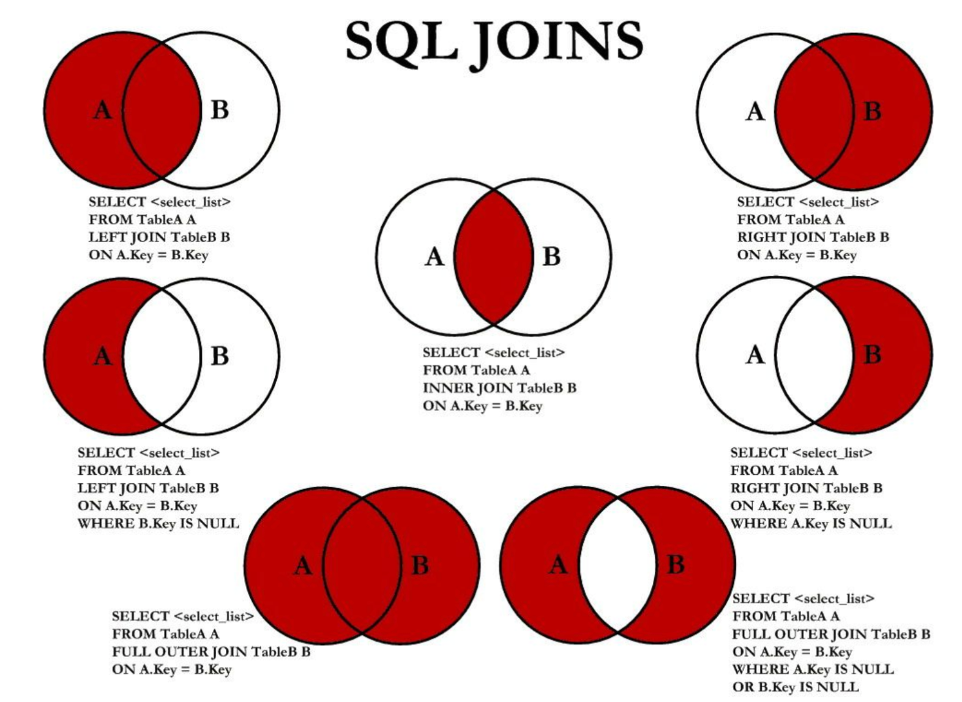 SQL JOINS
A
B
SELECT <select_list>
FROM TableA A
LEFT JOIN TableB B
ON A.Key = B.Key
A
B
SELECT <select_list>
FROM TableA A
RIGHT JOIN TableB B
ON A.Key = B.Key
A
B
SELECT <select_list>
FROM TableA A
INNER JOIN TableB B
ON A.Key = B.Key
A
B
SELECT <select_list>
FROM TableA A
LEFT JOIN TableB B
ON A.Key = B.Key
WHERE B.Key IS NULL
A
B
SELECT <select_list>
FROM TableA A
RIGHT JOIN TableB B
ON A.Key = B.Key
WHERE A.Key IS NULL
A
B
SELECT <select_list>
FROM TableA A
FULL OUTER JOIN TableB B
ON A.Key = B.Key
A
B
SELECT <select_list>
FROM TableA A
FULL OUTER JOIN TableB B
ON A.Key = B.Key
WHERE A.Key IS NULL
OR B.Key IS NULL